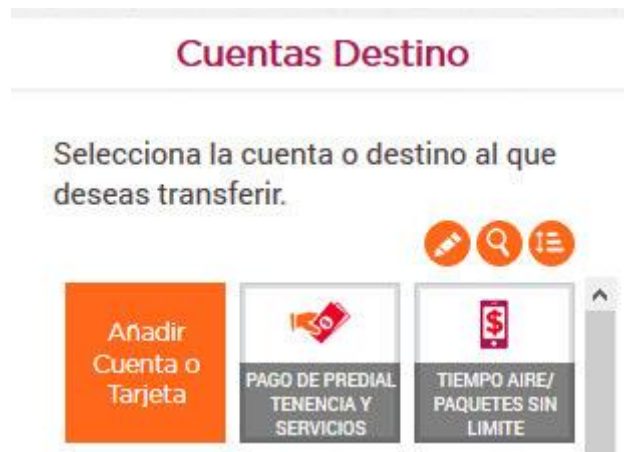 Cuentas Destino
Selecciona la cuenta o destino al que
deseas transferir.
Añadir
Cuenta o
Tarjeta
PAGO DE PREDIAL
TENENCIA Y
SERVICIOS
$
TIEMPO AIRE/
PAQUETES SIN
LIMITE